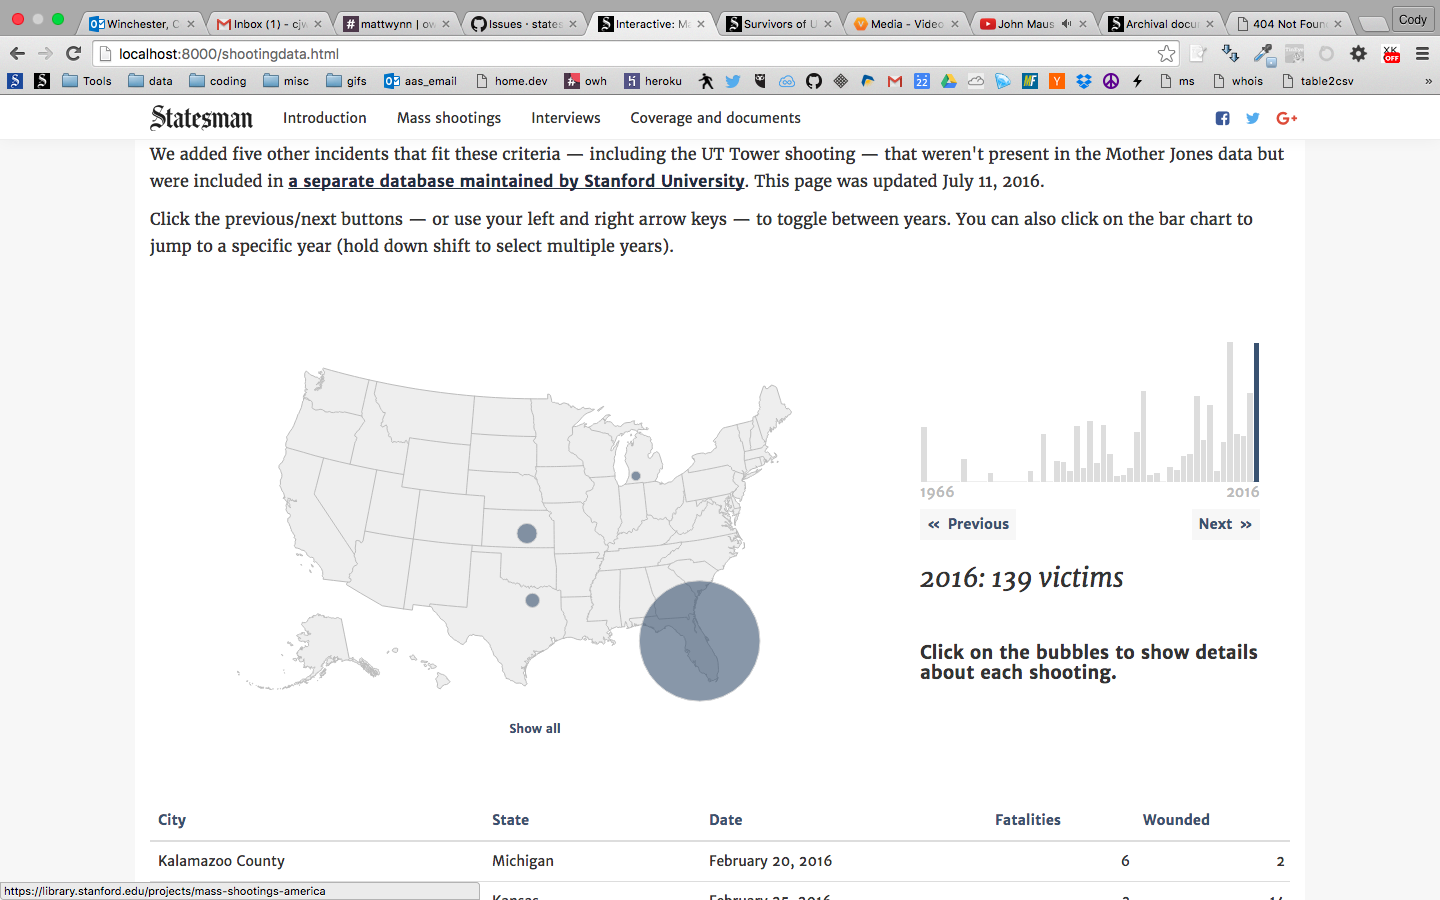 Winchester, C
Inbox (1) - cjw
mattwynn | ow
Issues · states
Interactive: Ma
Survivors of U
Media - Video
John Maus
Archival docu
404 Not Foun
Cody
localhost:8000/shootingdata.html
Tools
data
coding
misc
gifs
aas_email
home.dev
owh
heroku
ms
whois
table2csv
»
Statesman
Introduction
Mass shootings
Interviews
Coverage and documents
We added five other incidents that fit these criteria — including the UT Tower shooting — that weren't present in the Mother Jones data but
were included in a separate database maintained by Stanford University. This page was updated July 11, 2016.
Click the previous/next buttons — or use your left and right arrow keys — to toggle between years. You can also click on the bar chart to
jump to a specific year (hold down shift to select multiple years).
1966
2016
« Previous
Next »
2016: 139 victims
Click on the bubbles to show details
about each shooting.
Show all
City State Date Fatalities Wounded
Kalamazoo County Michigan February 20, 2016 6 2
Kansas February 25, 2016 3 14
https://library.stanford.edu/projects/mass-shootings-america